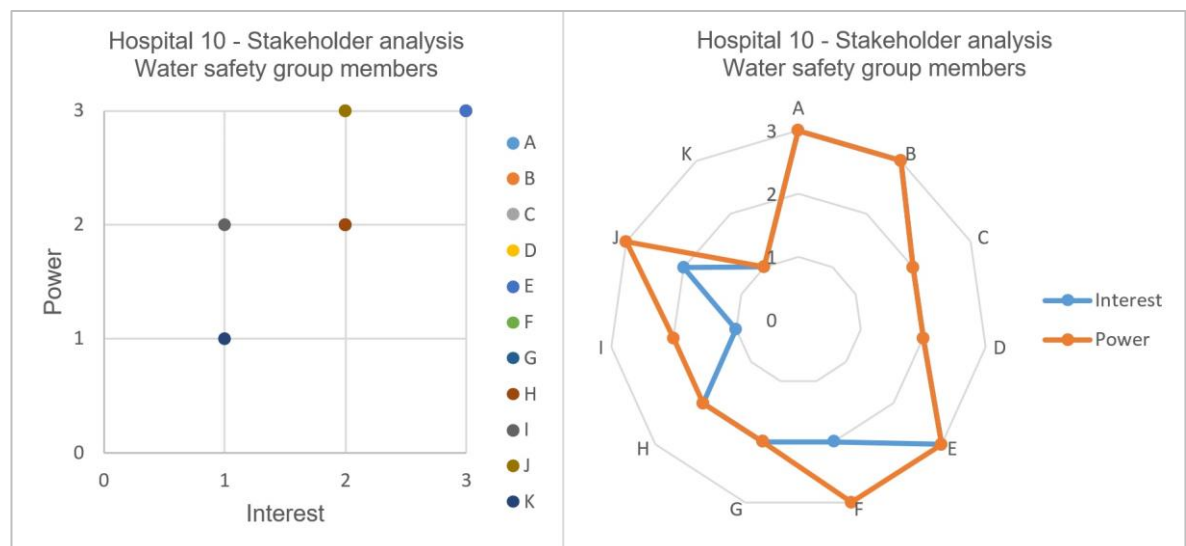 Hospital 10 - Stakeholder analysis
Water safety group members
3
2
1
0
Power
0 1 2 3
Interest
A
B
C
D
E
F
G
H
I
J
K
Hospital 10 - Stakeholder analysis
Water safety group members
A
B
C
D
E
F
G
H
I
J
K
3
2
1
0
Interest
Power